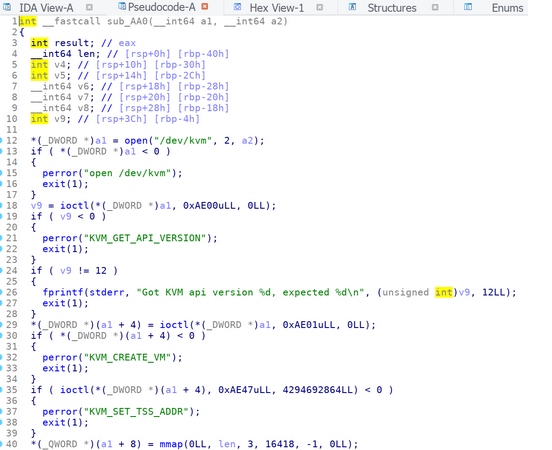 IDA View-A Pseudocode-A Hex View-1 Structures Enums
1 int __fastcall sub_AA0(__int64 a1, __int64 a2)
2 {
3 int result; // eax
4 __int64 len; // [rsp+0h] [rbp-40h]
5 int v4; // [rsp+10h] [rbp-30h]
6 int v5; // [rsp+14h] [rbp-2Ch]
7 __int64 v6; // [rsp+18h] [rbp-28h]
8 __int64 v7; // [rsp+20h] [rbp-20h]
9 __int64 v8; // [rsp+28h] [rbp-18h]
10 int v9; // [rsp+3Ch] [rbp-4h]
11
12 *(_DWORD *)a1 = open("/dev/kvm", 2, a2);
13 if ( *(_DWORD *)a1 < 0 )
14 {
15 perror("open /dev/kvm");
16 exit(1);
17 }
18 v9 = ioctl(*(_DWORD *)a1, 0xAE00uLL, 0LL);
19 if ( v9 < 0 )
20 {
21 perror("KVM_GET_API_VERSION");
22 exit(1);
23 }
24 if ( v9 != 12 )
25 {
26 fprintf(stderr, "Got KVM api version %d, expected %d\n", (unsigned int)v9, 12LL);
27 exit(1);
28 }
29 *(_DWORD *)(a1 + 4) = ioctl(*(_DWORD *)a1, 0xAE01uLL, 0LL);
30 if ( *(_DWORD *)(a1 + 4) < 0 )
31 {
32 perror("KVM_CREATE_VM");
33 exit(1);
34 }
35 if ( ioctl(*(_DWORD *)(a1 + 4), 0xAE47uLL, 4294692864LL) < 0 )
36 {
37 perror("KVM_SET_TSS_ADDR");
38 exit(1);
39 }
40 *(_QWORD *)(a1 + 8) = mmap(0LL, len, 3, 16418, -1, 0LL);